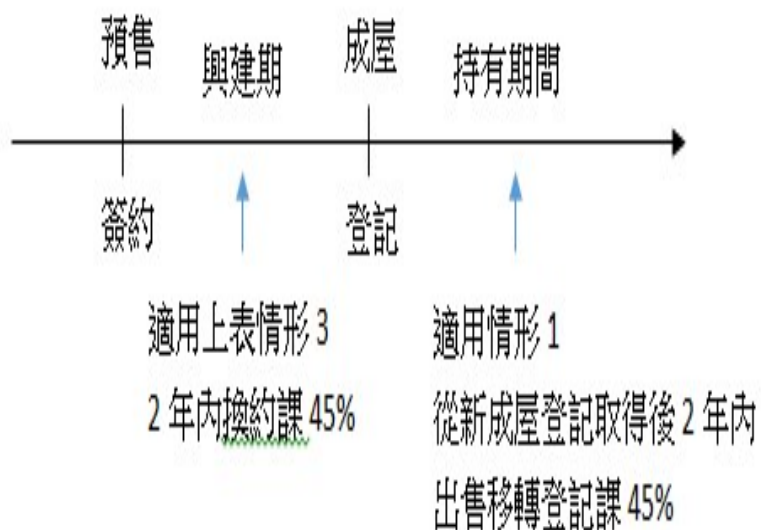 預售
興建期
成屋
持有期間
簽約
登記
適用上表情形 3
2 年內換約課 45%
適用情形 1
從新成屋登記取得後 2 年內
出售移轉登記課 45%